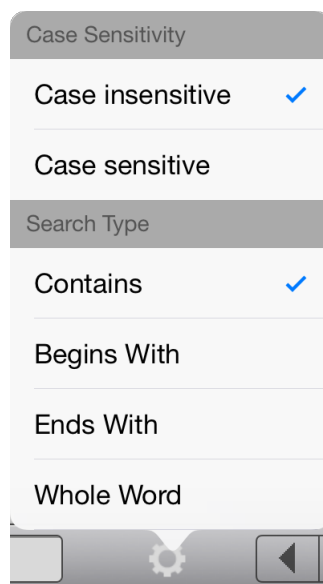 Case Sensitivity
Case insensitive
Case sensitive
Search Type
Contains
Begins With
Ends With
Whole Word